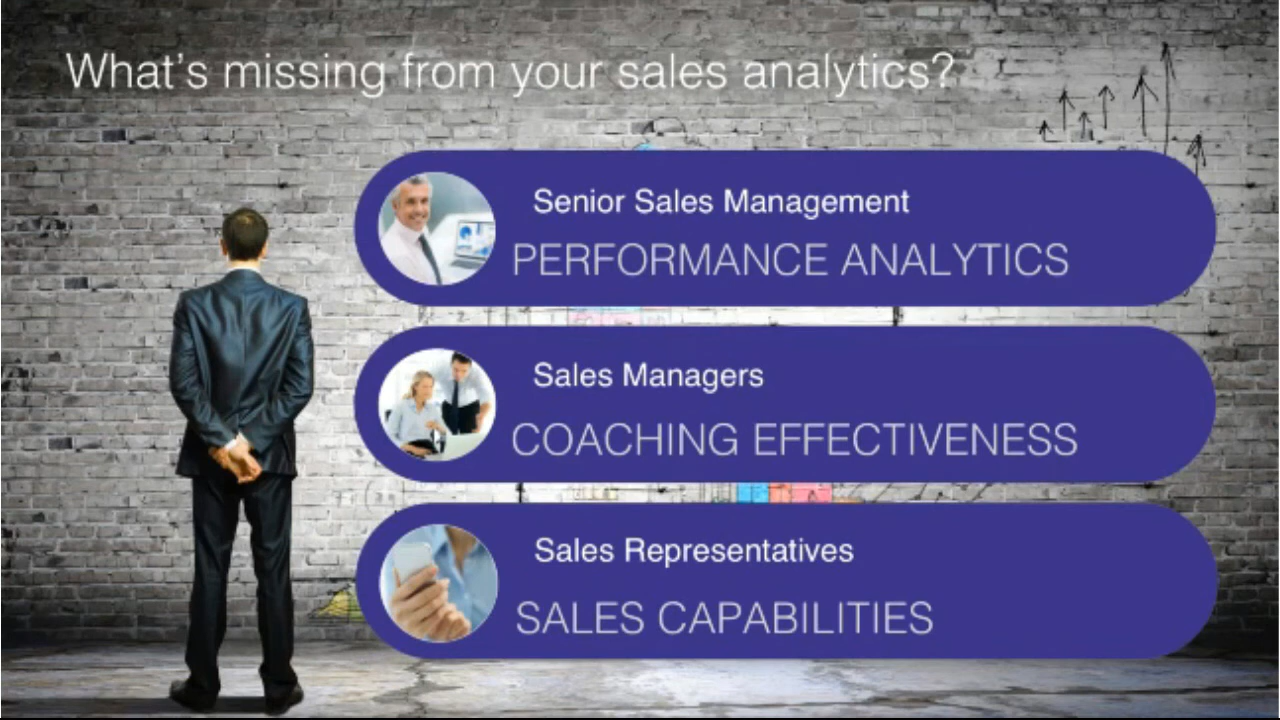 What's missing from your sales analytics?
Senior Sales Management
PERFORMANCE ANALYTICS
Sales Managers
COACHING EFFECTIVENESS
Sales Representatives
SALES CAPABILITIES